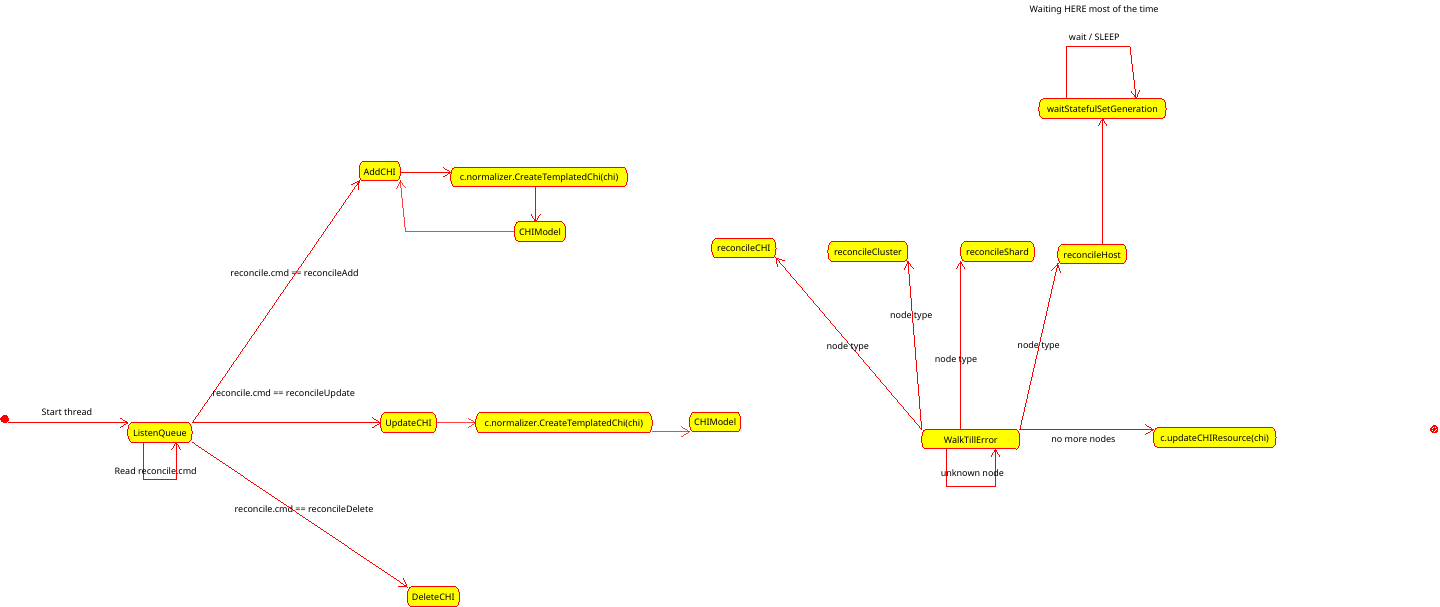 Waiting HERE most of the time
wait / SLEEP
waitStatefulSetGeneration
AddCHI
c.normalizer.CreateTemplatedChi(chi)
CHIModel
reconcileCHI
reconcileCluster
reconcileShard
reconcileHost
reconcile.cmd == reconcileAdd
node type
node type
node type
node type
reconcile.cmd == reconcileUpdate
Start thread
ListenQueue
UpdateCHI
c.normalizer.CreateTemplatedChi(chi)
CHIModel
WalkTillError
no more nodes
c.updateCHIResource(chi)
Read reconcile.cmd
unknown node
reconcile.cmd == reconcileDelete
DeleteCHI